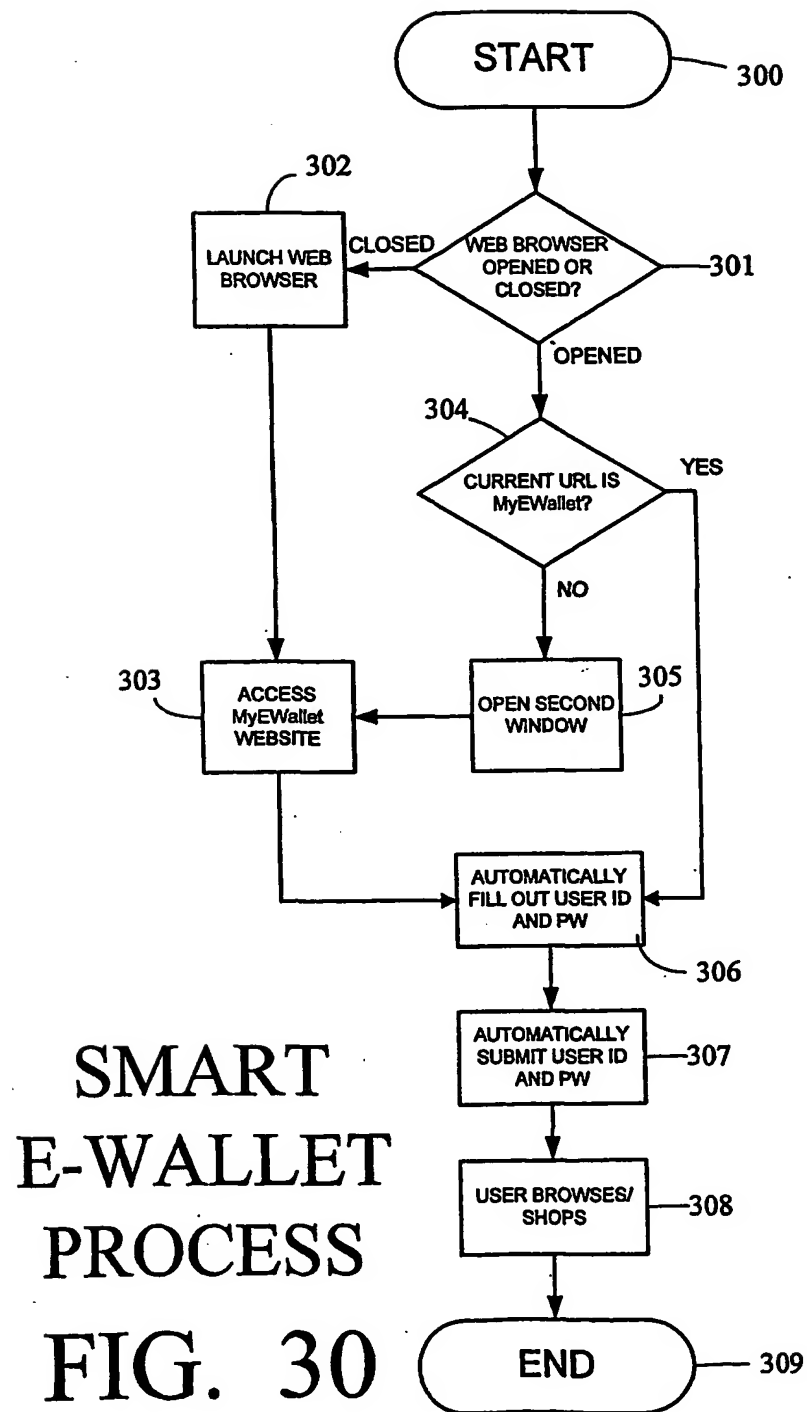 START
300
302
CLOSED
LAUNCH WEB
BROWSER
WEB BROWSER
OPENED OR
CLOSED?
301
OPENED
304
YES
CURRENT URL IS
MyEWallet?
NO
303
ACCESS
MyEWallet
WEBSITE
OPEN SECOND
WINDOW
305
AUTOMATICALLY
FILL OUT USER ID
AND PW
306
AUTOMATICALLY
SUBMIT USER ID
AND PW
307
USER BROWSES/
SHOPS
308
END
309
SMART
E-WALLET
PROCESS
FIG. 30